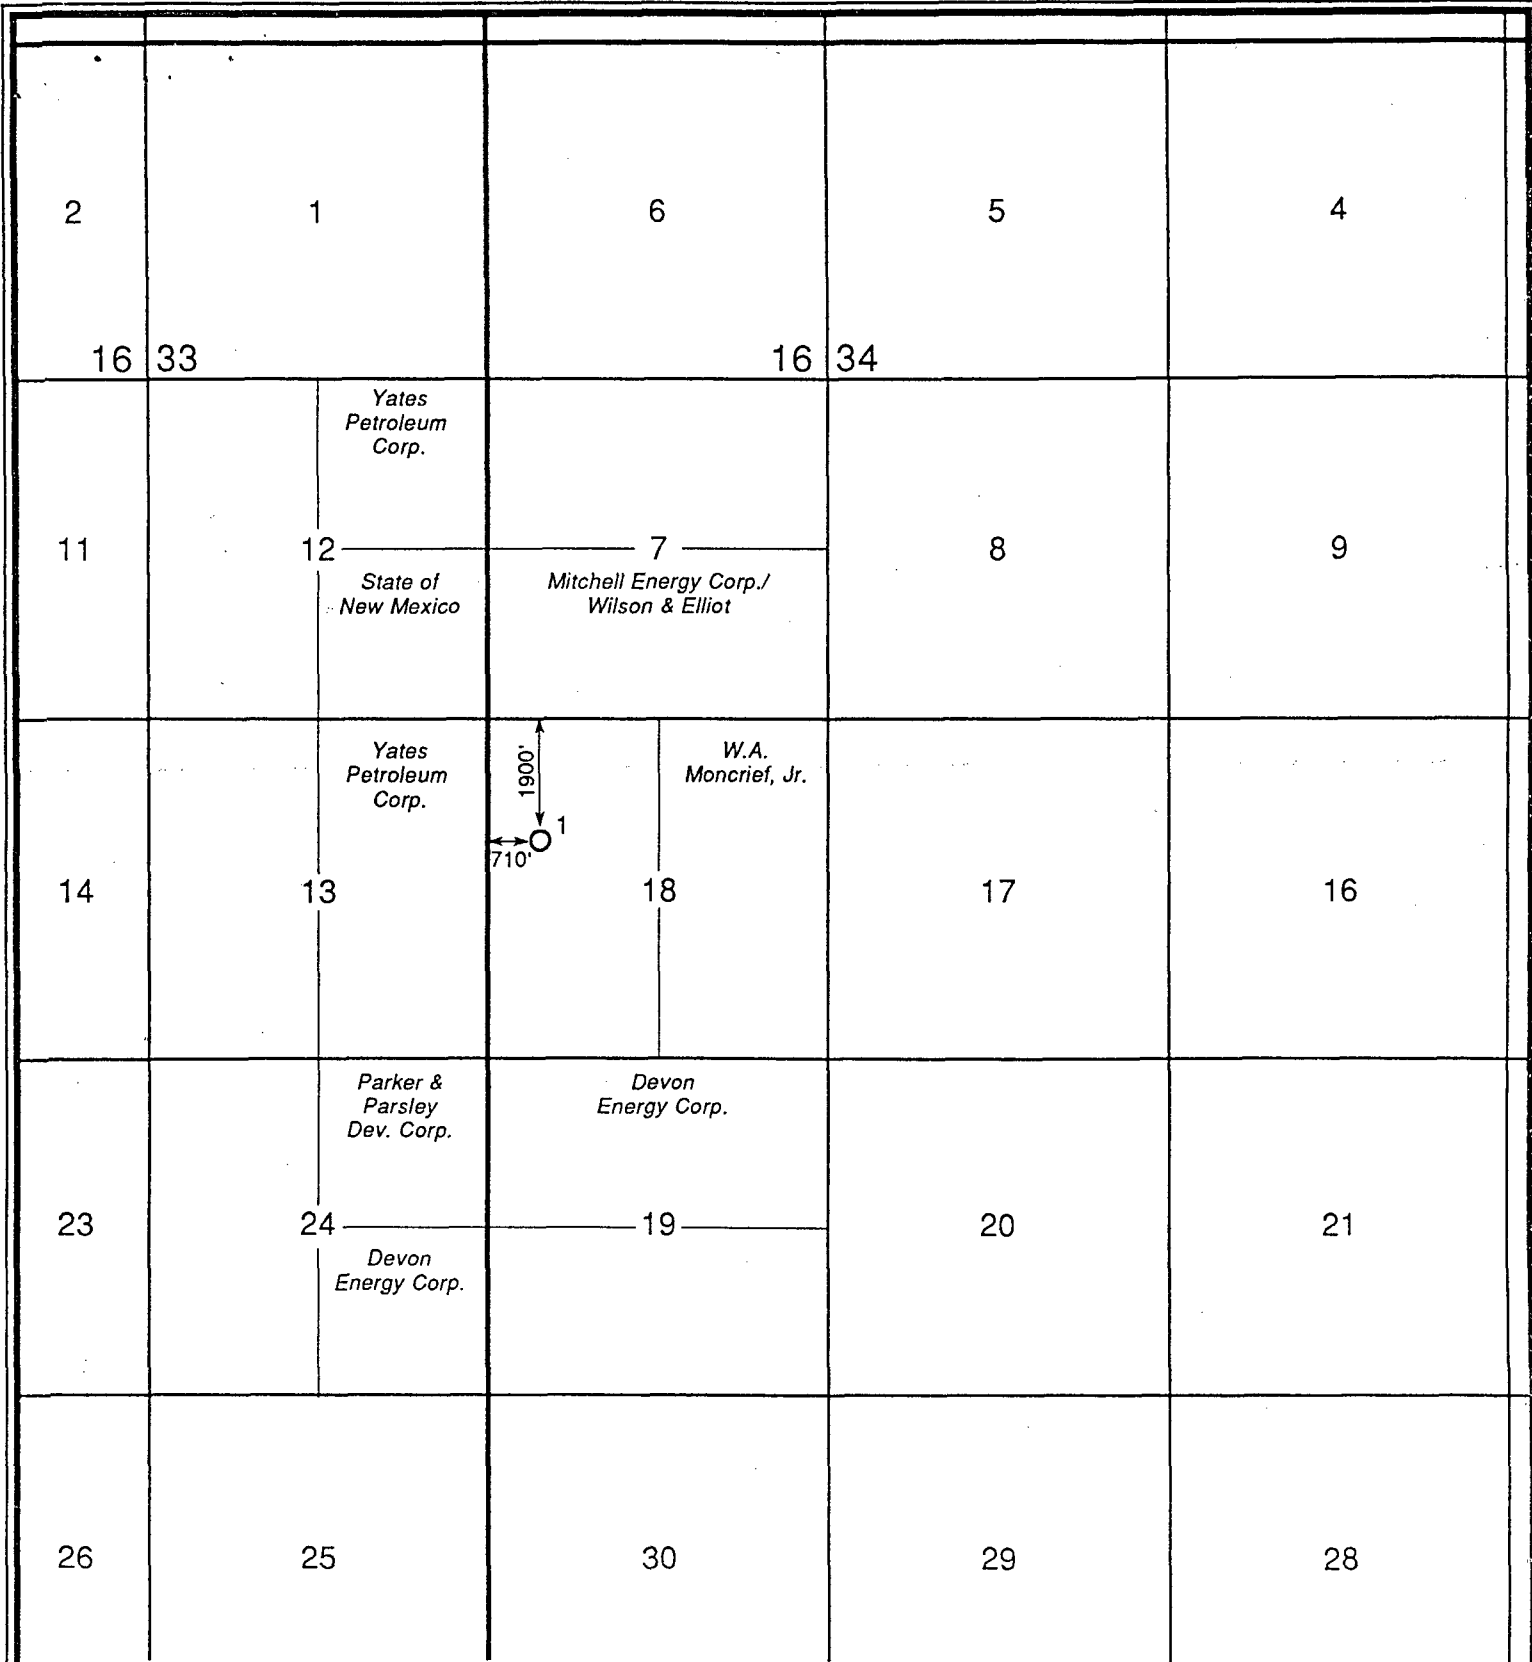 2
1
6
5
4
16 33
16 34
Yates
Petroleum
Corp.
11
12
7
8
9
State of
New Mexico
Mitchell Energy Corp./
Wilson & Elliot
Yates
Petroleum
Corp.
1900'
W.A.
Moncrief, Jr.
1
710'
14
13
18
17
16
Parker &
Parsley
Dev. Corp.
Devon
Energy Corp.
23
24
19
20
21
Devon
Energy Corp.
26
25
30
29
28